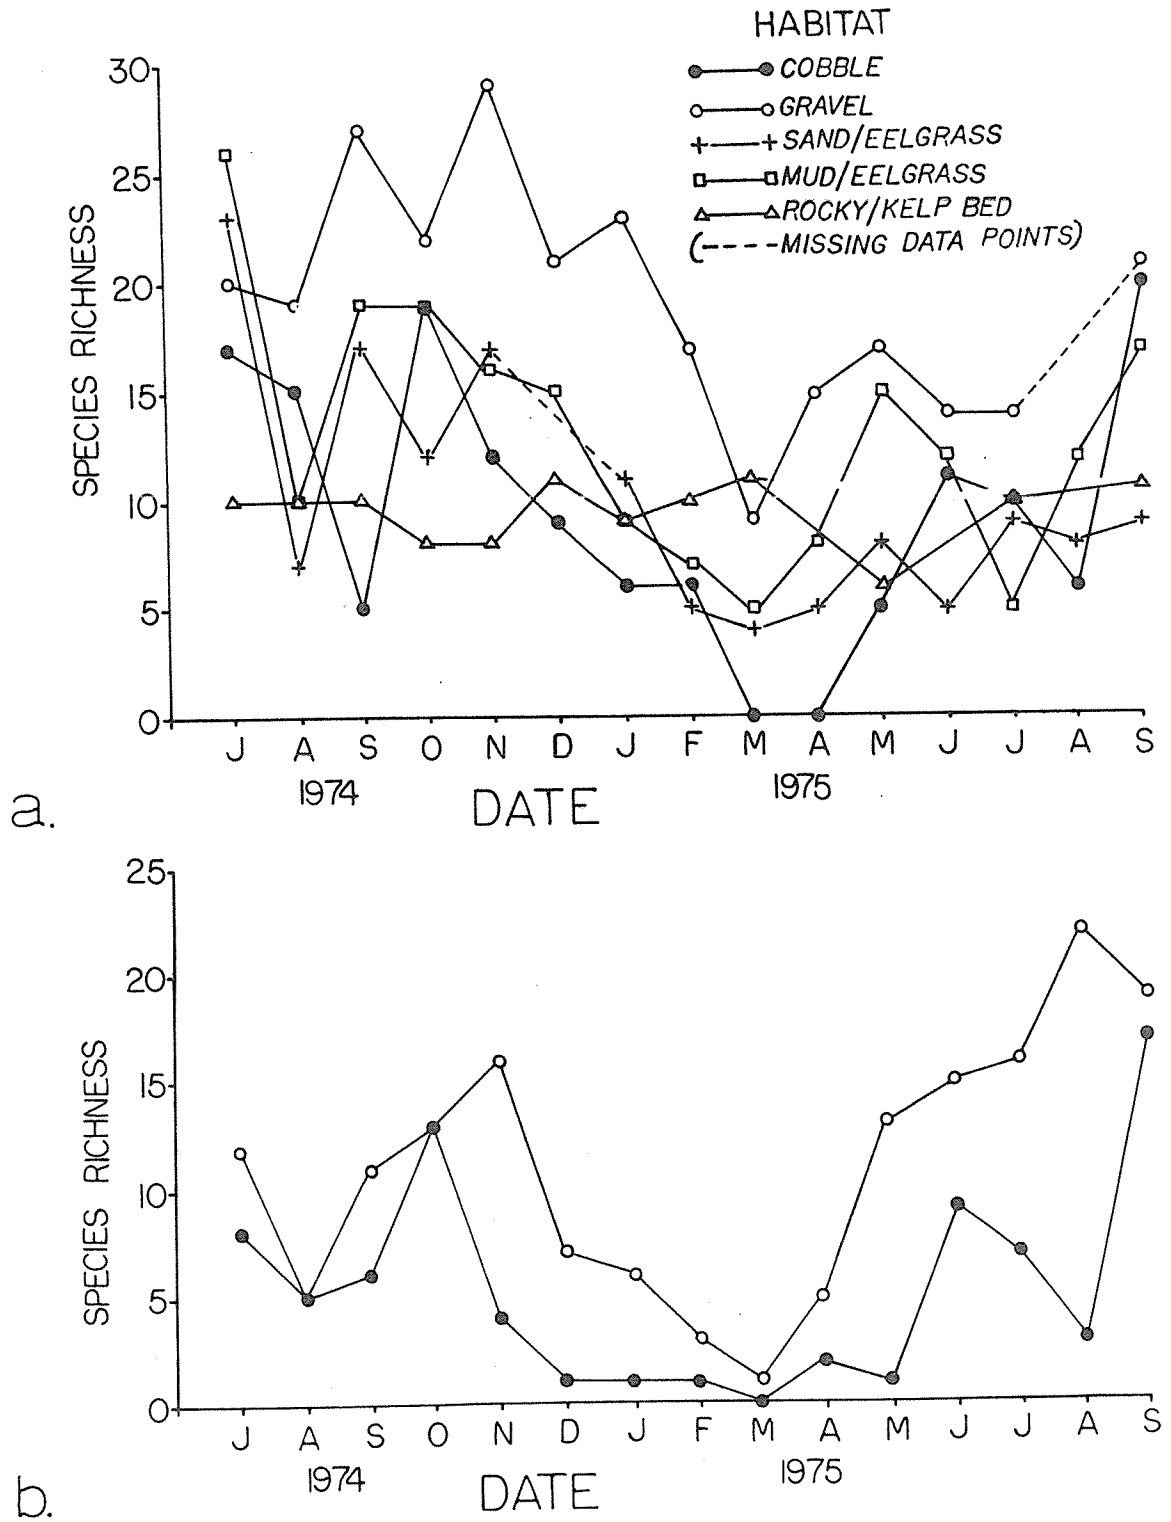 HABITAT
COBBLE
GRAVEL
SAND/EELGRASS
MUD/EELGRASS
ROCKY/KELP BED
(----MISSING DATA POINTS)
SPECIES RICHNESS
30
25
20
15
10
5
0
J A S O N D J F M A M J J A S
1974 1975
a. DATE
SPECIES RICHNESS
25
20
15
10
5
0
J A S O N D J F M A M J J A S
1974 1975
b. DATE